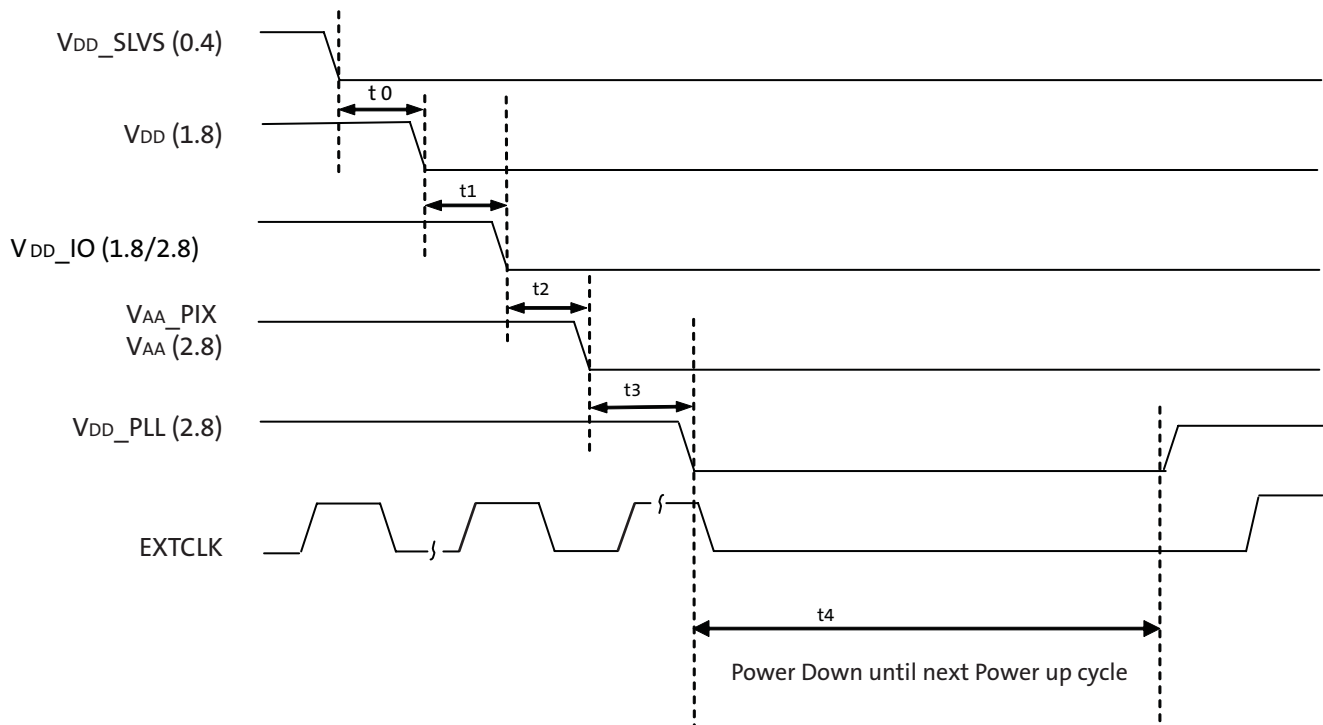 VDD_SLVS (0.4)
t 0
VDD (1.8)
t1
VDD_IO (1.8/2.8)
t2
VAA_PIX
VAA (2.8)
t3
VDD_PLL (2.8)
EXTCLK
t4
Power Down until next Power up cycle